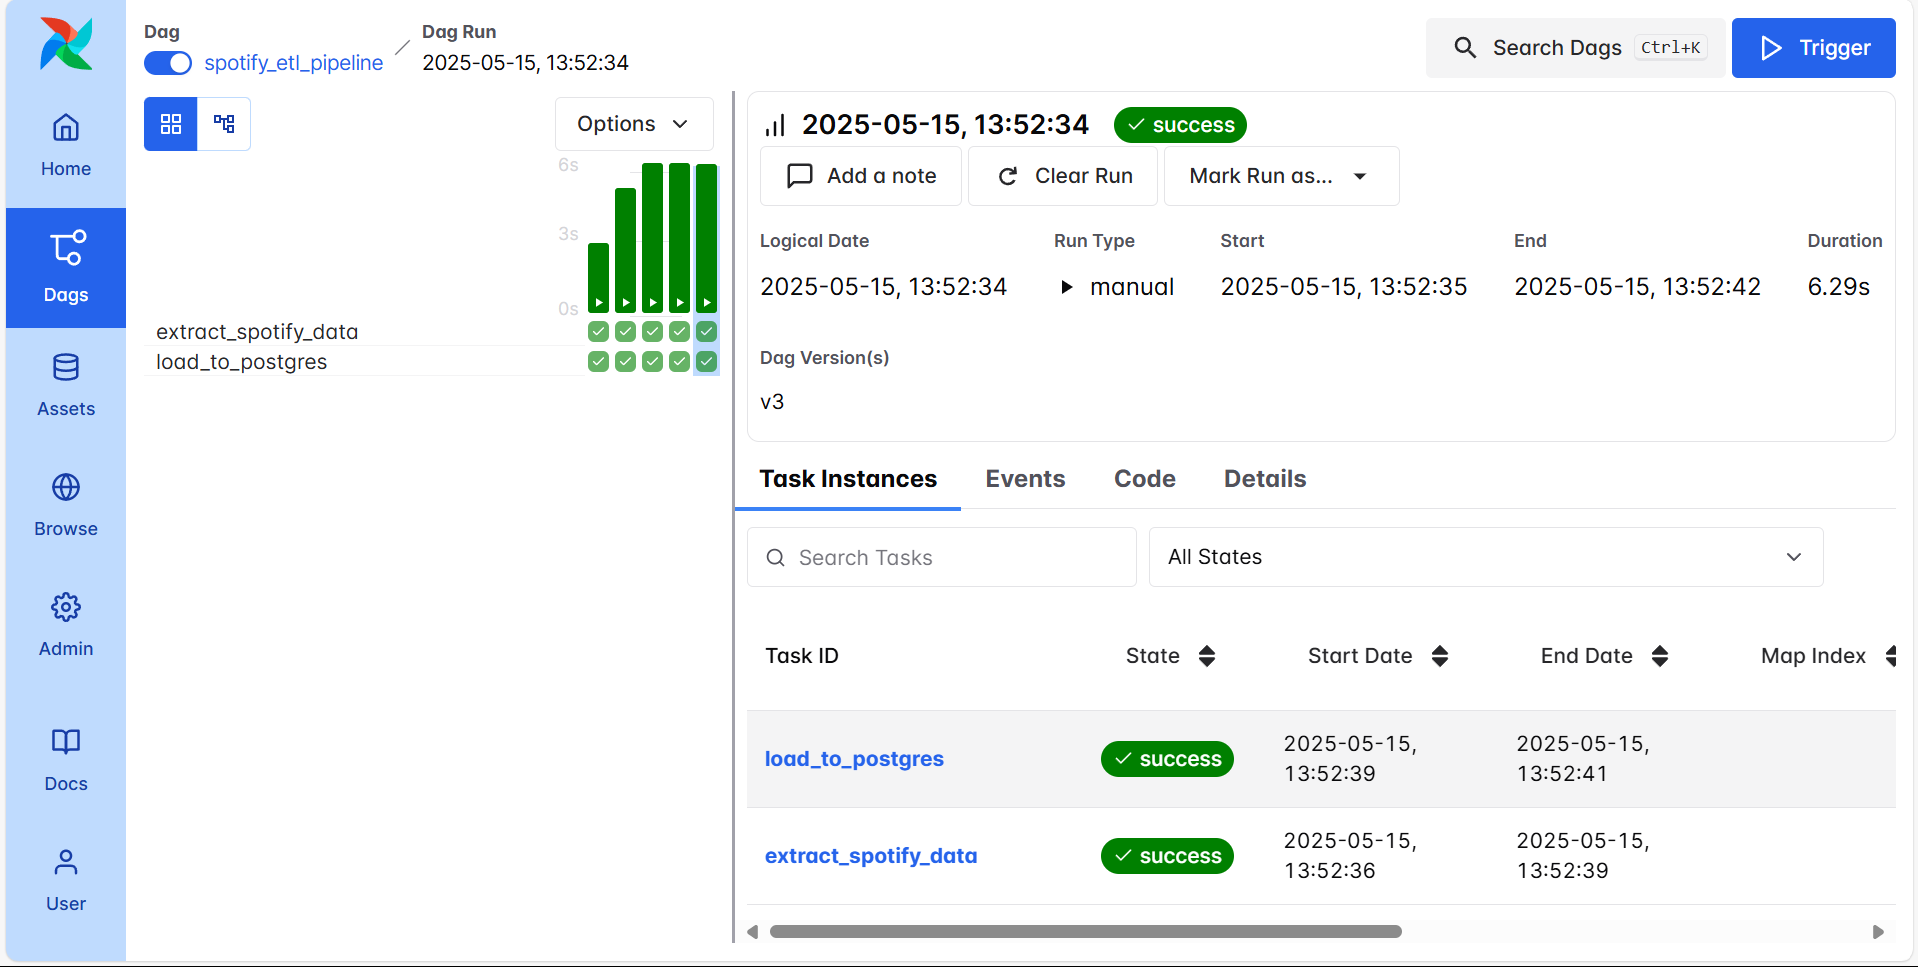 Dag
spotify_etl_pipeline
Dag Run
2025-05-15, 13:52:34
Search Dags Ctrl+K
Trigger
Home
Dags
Assets
Browse
Admin
Docs
User
Options
6s
3s
0s
extract_spotify_data
load_to_postgres
2025-05-15, 13:52:34 success
Add a note
Clear Run
Mark Run as...
Logical Date Run Type Start End Duration
2025-05-15, 13:52:34 manual 2025-05-15, 13:52:35 2025-05-15, 13:52:42 6.29s
Dag Version(s)
v3
Task Instances Events Code Details
Search Tasks
All States
Task ID State Start Date End Date Map Index
load_to_postgres success 2025-05-15, 2025-05-15,
13:52:39 13:52:41
extract_spotify_data success 2025-05-15, 2025-05-15,
13:52:36 13:52:39